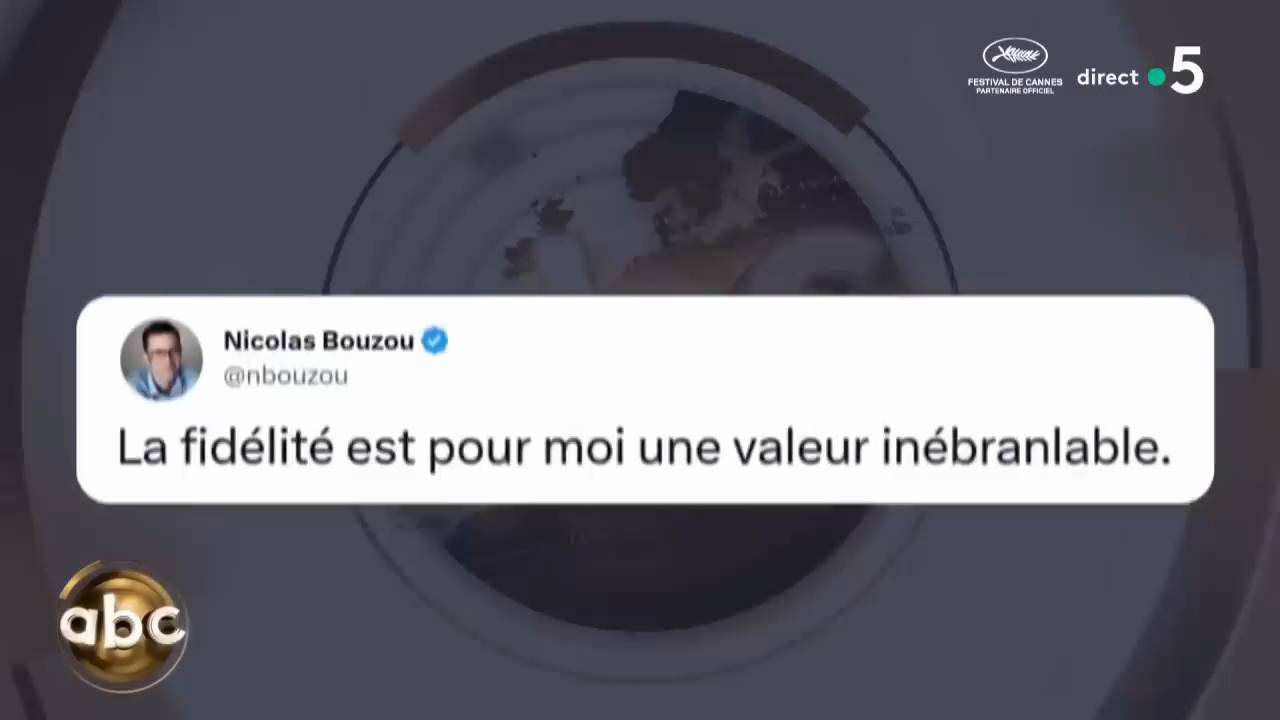 FESTIVAL DE CANNES
PARTENAIRE OFFICIEL
direct 5
Nicolas Bouzou
@nbouzou
La fidélité est pour moi une valeur inébranlable.
abc